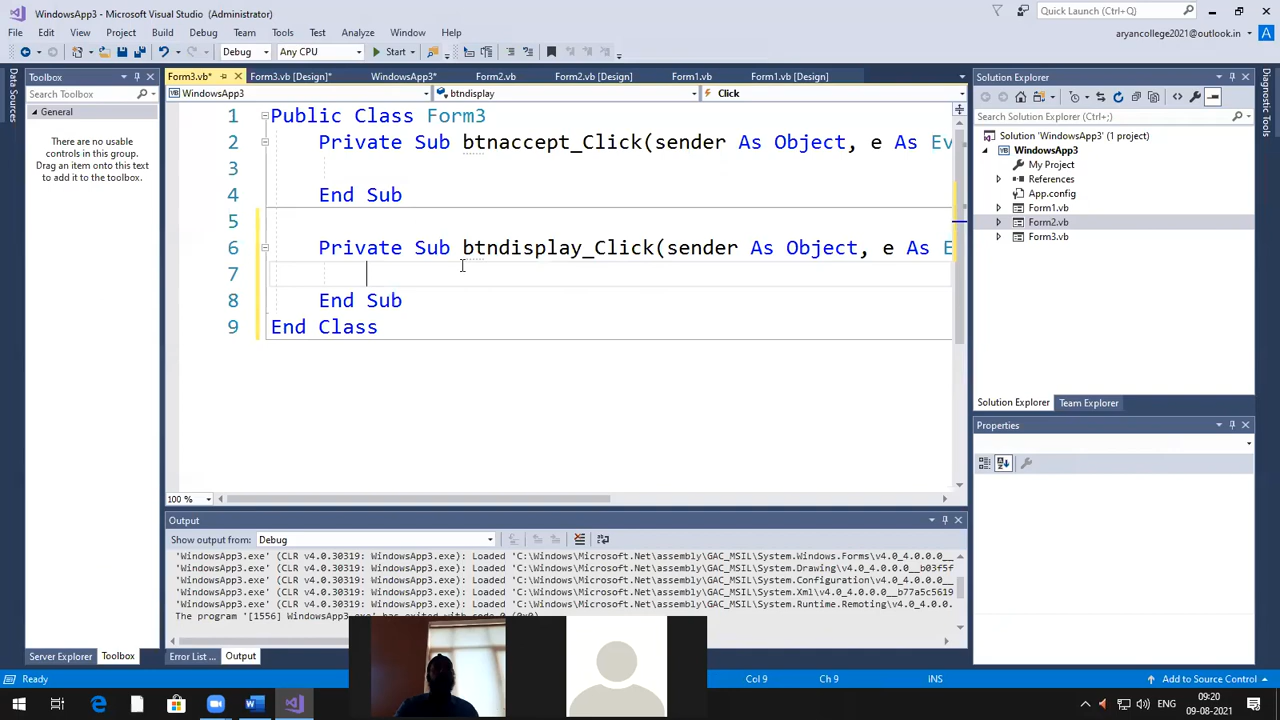 WindowsApp3 - Microsoft Visual Studio (Administrator)
Quick Launch (Ctrl+Q)
File Edit View Project Build Debug Team Tools Test Analyze Window Help
aryancollege2021@outlook.in A
Debug Any CPU Start
Data Sources
Toolbox
Search Toolbox
General
There are no usable
controls in this group.
Drag an item onto this text
to add it to the toolbox.
Form3.vb* Form3.vb [Design]* WindowsApp3* Form2.vb Form2.vb [Design] Form1.vb Form1.vb [Design]
WindowsApp3 btndisplay Click
1 Public Class Form3
2 Private Sub btnaccept_Click(sender As Object, e As Ev
3
4 End Sub
5
6 Private Sub btndisplay_Click(sender As Object, e As E
7
8 End Sub
9 End Class
100 %
Solution Explorer
Search Solution Explorer (Ctrl+;)
Solution 'WindowsApp3' (1 project)
WindowsApp3
My Project
References
App.config
Form1.vb
Form2.vb
Form3.vb
Solution Explorer Team Explorer
Properties
Diagnostic Tools
Output
Show output from: Debug
'WindowsApp3.exe' (CLR v4.0.30319: WindowsApp3.exe): Loaded 'C:\Windows\Microsoft.Net\assembly\GAC_MSIL\System.Windows.Forms\v4.0_4.0.0.0__
'WindowsApp3.exe' (CLR v4.0.30319: WindowsApp3.exe): Loaded 'C:\Windows\Microsoft.Net\assembly\GAC_MSIL\System.Drawing\v4.0_4.0.0.0__b03f5f
'WindowsApp3.exe' (CLR v4.0.30319: WindowsApp3.exe): Loaded 'C:\Windows\Microsoft.Net\assembly\GAC_MSIL\System.Configuration\v4.0_4.0.0.0__
'WindowsApp3.exe' (CLR v4.0.30319: WindowsApp3.exe): Loaded 'C:\Windows\Microsoft.Net\assembly\GAC_MSIL\System.Xml\v4.0_4.0.0.0__b77a5c5619
'WindowsApp3.exe' (CLR v4.0.30319: WindowsApp3.exe): Loaded 'C:\Windows\Microsoft.Net\assembly\GAC_MSIL\System.Runtime.Remoting\v4.0_4.0.0.
The program '[1556] WindowsApp3.exe' has exited with code 0 (0x0).
Server Explorer Toolbox Error List ... Output
Ready Col 9 Ch 9 INS Add to Source Control
ENG 09:20
09-08-2021